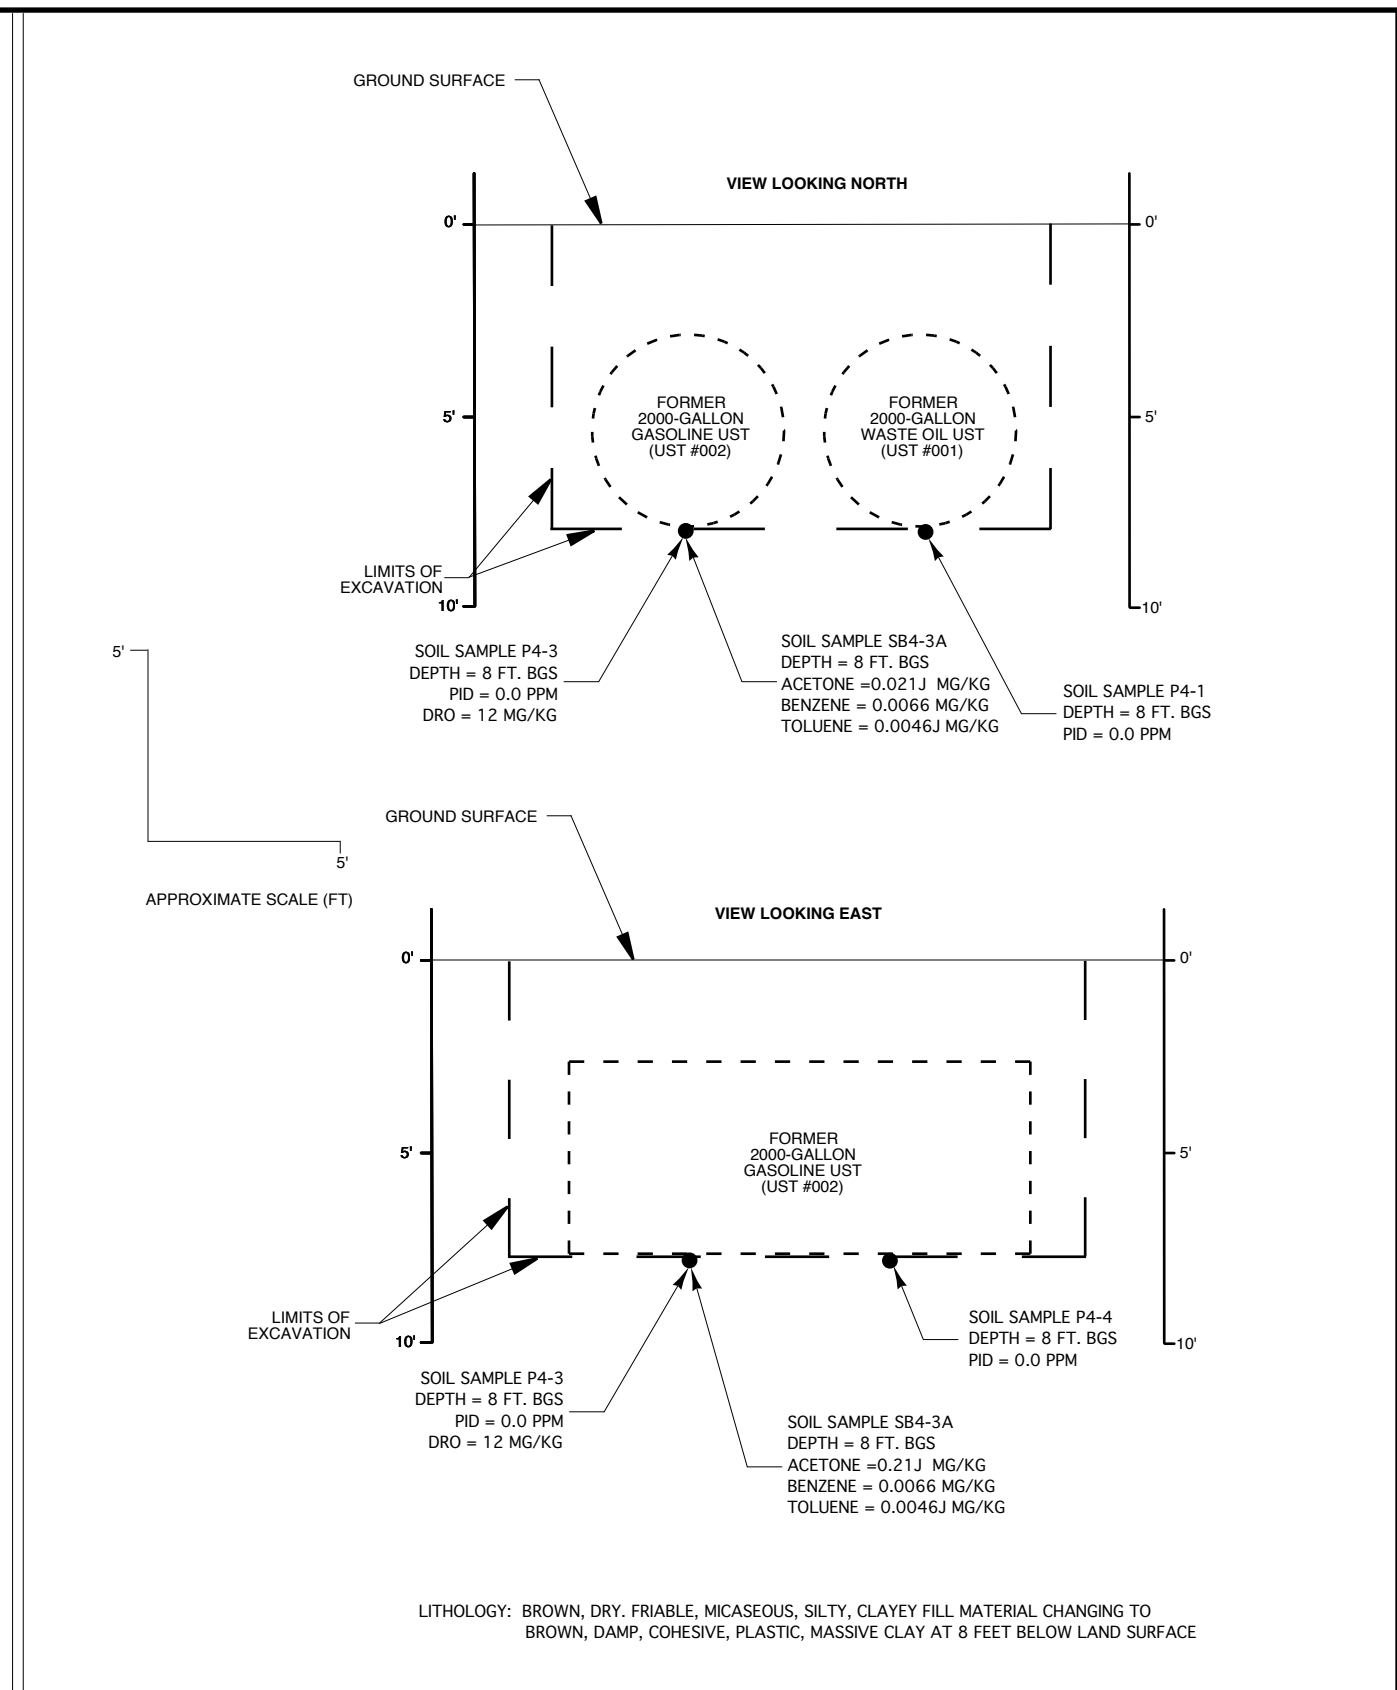 GROUND SURFACE
VIEW LOOKING NORTH
0'
0'
FORMER
2000-GALLON
GASOLINE UST
(UST #002)
FORMER
2000-GALLON
WASTE OIL UST
(UST #001)
5'
5'
LIMITS OF
EXCAVATION
10'
10'
SOIL SAMPLE P4-3
DEPTH = 8 FT. BGS
PID = 0.0 PPM
DRO = 12 MG/KG
SOIL SAMPLE SB4-3A
DEPTH = 8 FT. BGS
ACETONE =0.021J MG/KG
BENZENE = 0.0066 MG/KG
TOLUENE = 0.0046J MG/KG
SOIL SAMPLE P4-1
DEPTH = 8 FT. BGS
PID = 0.0 PPM
5'
5'
APPROXIMATE SCALE (FT)
GROUND SURFACE
VIEW LOOKING EAST
0'
0'
FORMER
2000-GALLON
GASOLINE UST
(UST #002)
5'
5'
LIMITS OF
EXCAVATION
10'
10'
SOIL SAMPLE P4-3
DEPTH = 8 FT. BGS
PID = 0.0 PPM
DRO = 12 MG/KG
SOIL SAMPLE SB4-3A
DEPTH = 8 FT. BGS
ACETONE =0.21J MG/KG
BENZENE = 0.0066 MG/KG
TOLUENE = 0.0046J MG/KG
SOIL SAMPLE P4-4
DEPTH = 8 FT. BGS
PID = 0.0 PPM
LITHOLOGY: BROWN, DRY. FRIABLE, MICASEOUS, SILTY, CLAYEY FILL MATERIAL CHANGING TO
BROWN, DAMP, COHESIVE, PLASTIC, MASSIVE CLAY AT 8 FEET BELOW LAND SURFACE